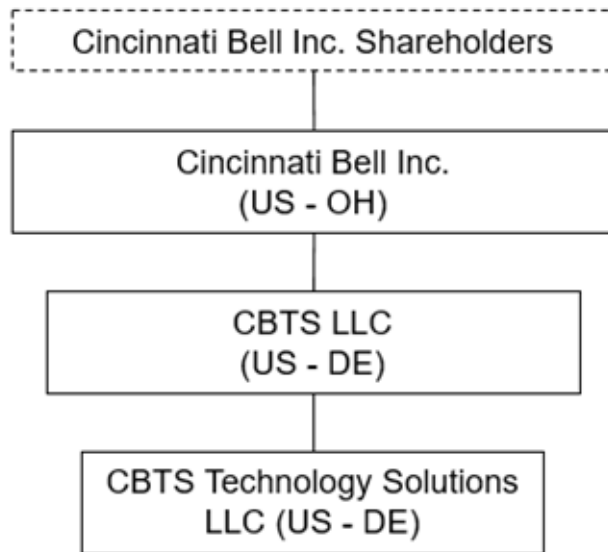 Cincinnati Bell Inc. Shareholders
Cincinnati Bell Inc.
(US - OH)
CBTS LLC
(US - DE)
CBTS Technology Solutions
LLC (US - DE)